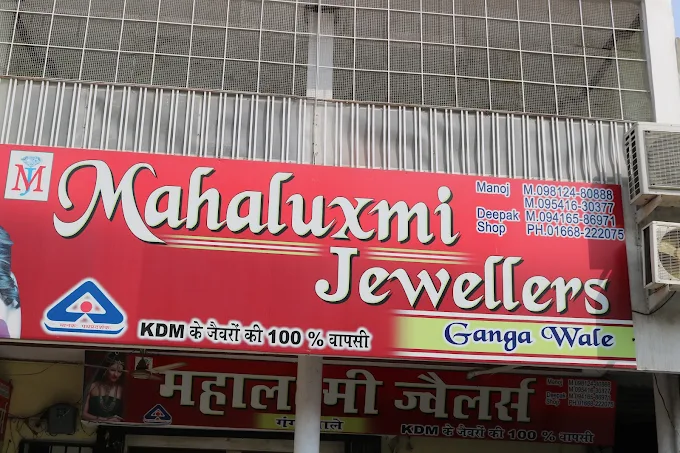 MJ
Mahaluxmi
Jewellers
Manoj M.098124-80888
M.095416-30377
Deepak M.094165-86971
Shop PH.01668-222075
KDM के जैवरों की 100 % वापसी
Ganga Wale
महाल मी ज्वैलर्स
गंग वाले
KDM के जैवरों की 100 % वापसी